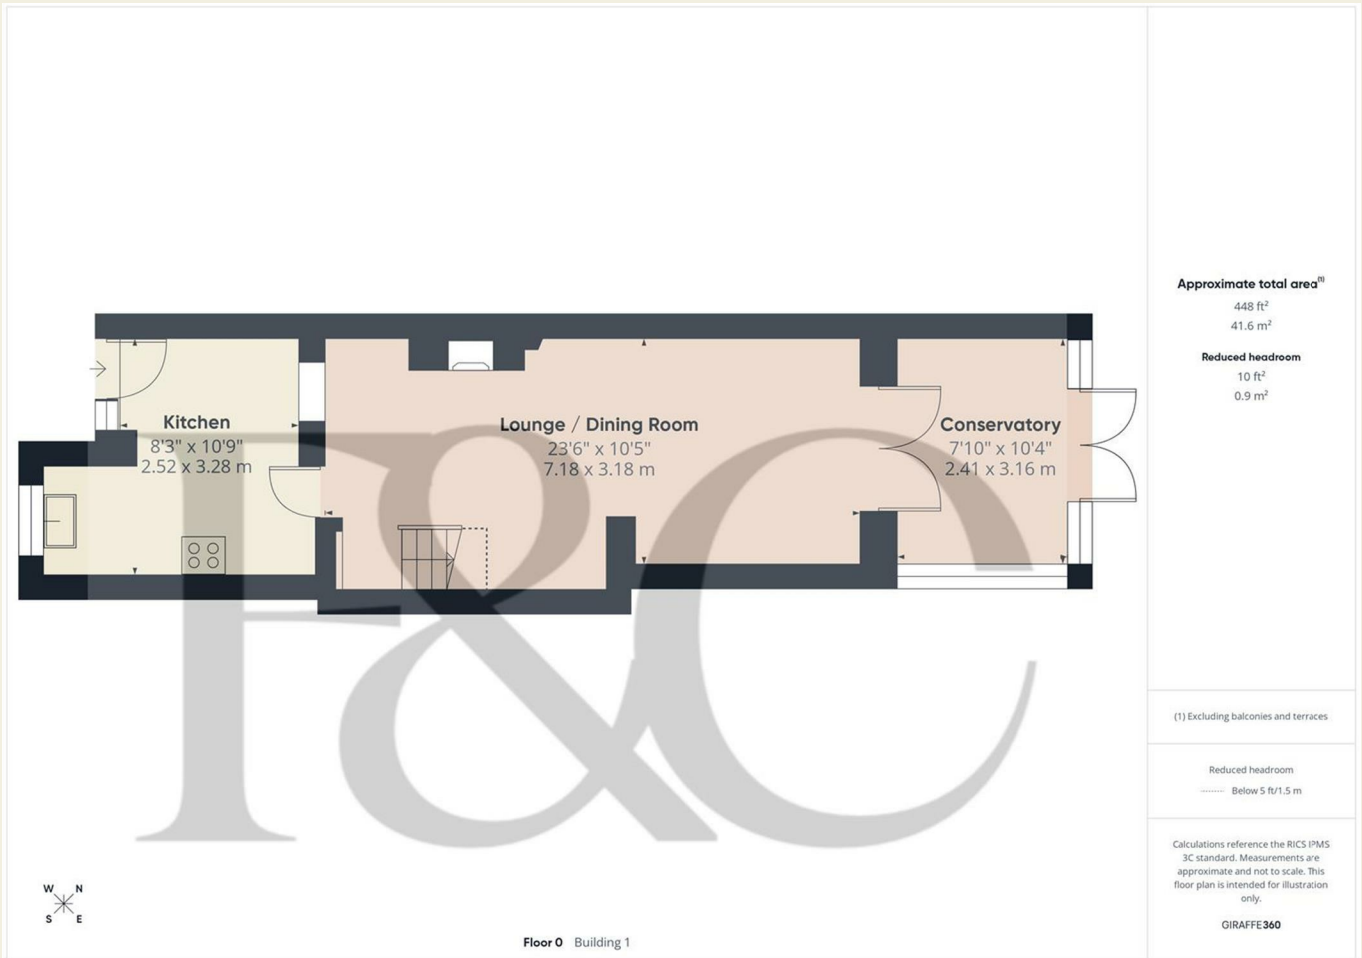 Kitchen
8'3" x 10'9"
2.52 x 3.28 m
Lounge / Dining Room
23'6" x 10'5"
7.18 x 3.18 m
Conservatory
7'10" x 10'4"
2.41 x 3.16 m
F&C
W N
S E
Floor 0 Building 1
Approximate total area(1)
448 ft²
41.6 m²
Reduced headroom
10 ft²
0.9 m²
(1) Excluding balconies and terraces
Reduced headroom
Below 5 ft/1.5 m
Calculations reference the RICS IPMS
3C standard. Measurements are
approximate and not to scale. This
floor plan is intended for illustration
only.
GIRAFFE360